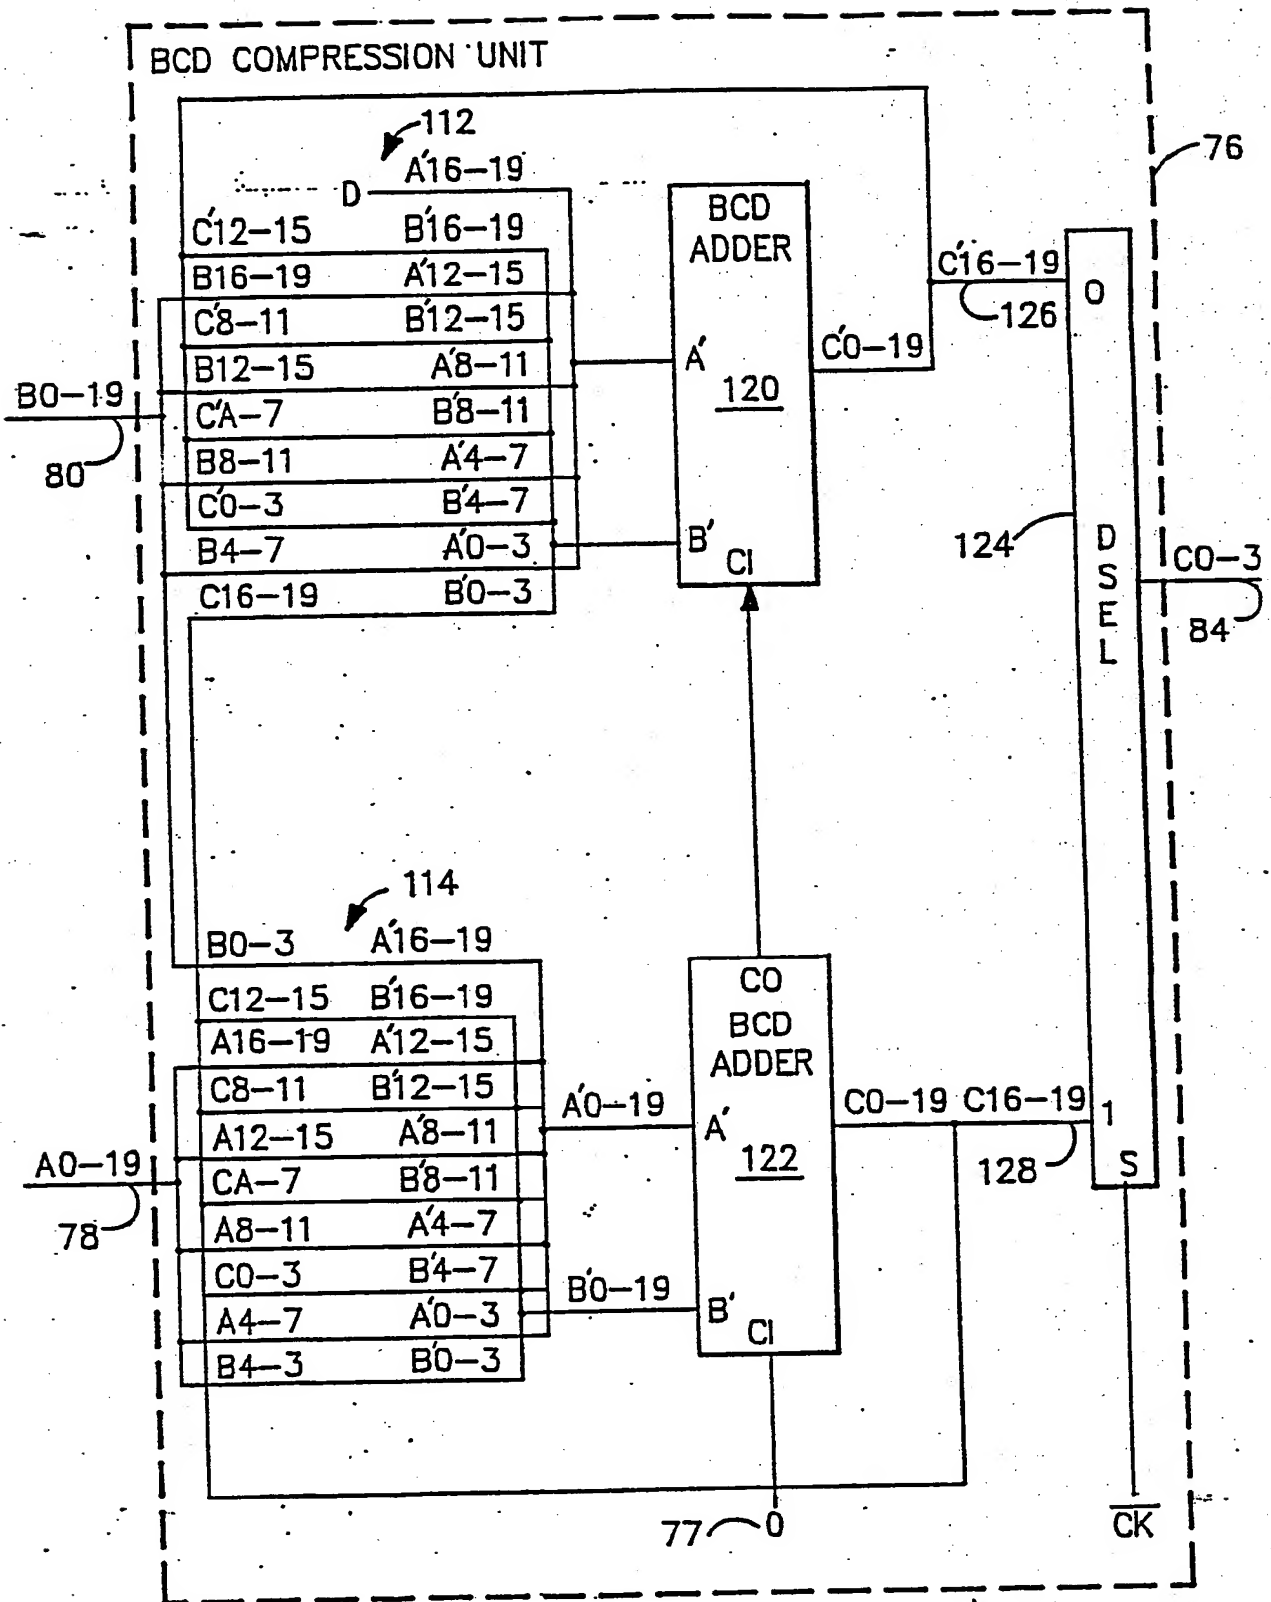 BCD COMPRESSION UNIT
112
D
A'16-19
76
C'12-15 B'16-19
B16-19 A'12-15
C'8-11 B'12-15
B12-15 A'8-11
C'A-7 B'8-11
B8-11 A'4-7
C'0-3 B'4-7
B4-7 A'0-3
C16-19 B'0-3
B0-19
80
BCD
ADDER
A'
120
B'
CI
C'0-19
C'16-19
126
0
124
D
S
E
L
C0-3
84
114
B0-3 A'16-19
C12-15 B'16-19
A16-19 A'12-15
C8-11 B'12-15
A12-15 A'8-11
CA-7 B'8-11
A8-11 A'4-7
C0-3 B'4-7
A4-7 A'0-3
B4-3 B'0-3
A0-19
78
A'0-19
B'0-19
CO
BCD
ADDER
A'
122
B'
CI
C0-19 C16-19
128
1
S
77
0
C̅K̅